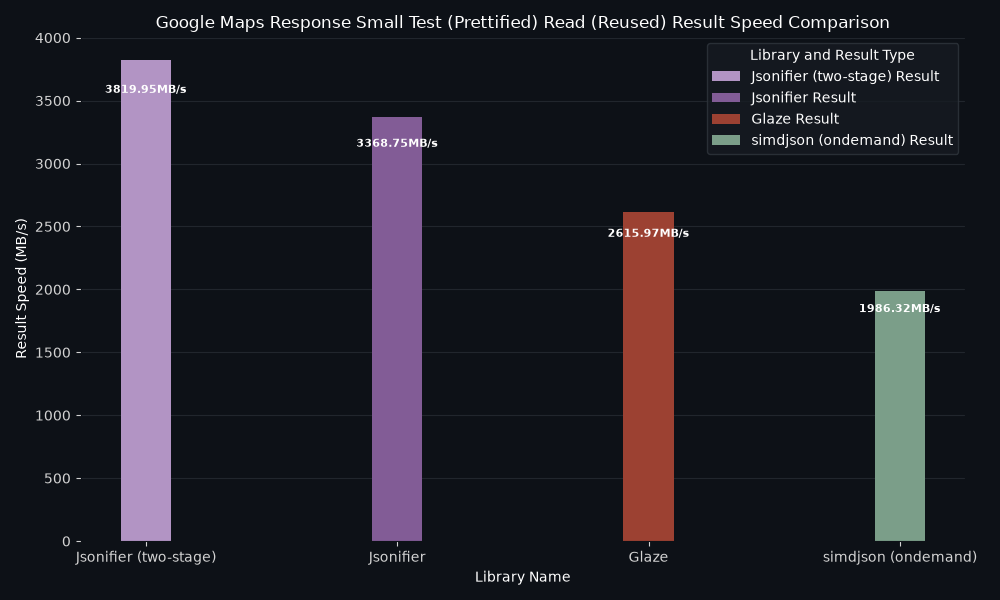 Google Maps Response Small Test (Prettified) Read (Reused) Result Speed Comparison
Library and Result Type
Jsonifier (two-stage) Result
Jsonifier Result
Glaze Result
simdjson (ondemand) Result
Result Speed (MB/s)
4000
3500
3000
2500
2000
1500
1000
500
0
3819.95MB/s
3368.75MB/s
2615.97MB/s
1986.32MB/s
Jsonifier (two-stage)
Jsonifier
Glaze
simdjson (ondemand)
Library Name